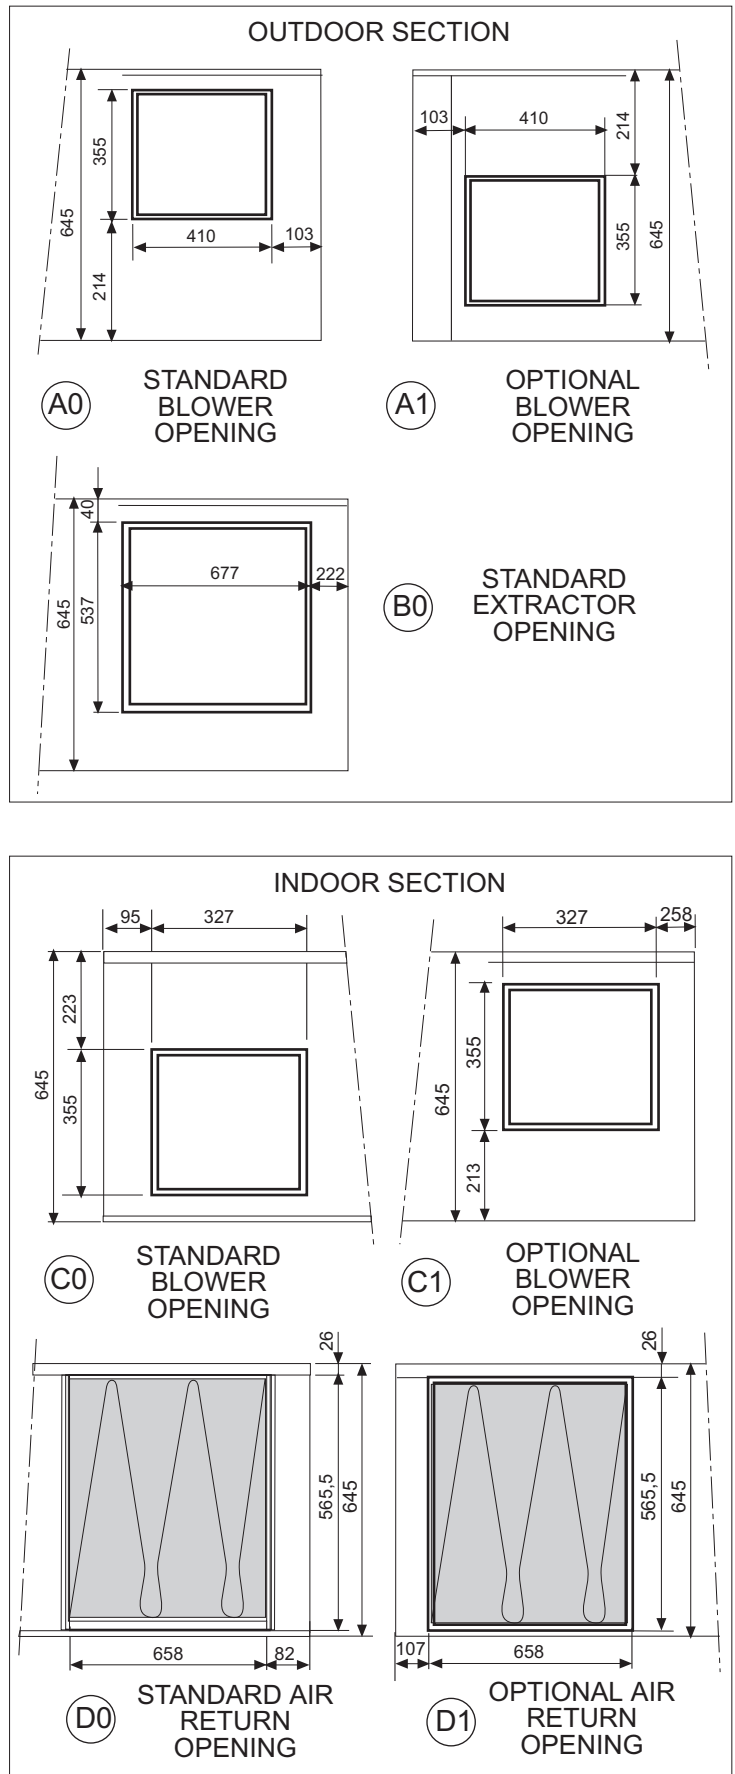 OUTDOOR SECTION
645
355
214
410
103
A0
STANDARD
BLOWER
OPENING
103
410
214
355
645
A1
OPTIONAL
BLOWER
OPENING
40
645
537
677
222
B0
STANDARD
EXTRACTOR
OPENING
INDOOR SECTION
95
327
223
645
355
C0
STANDARD
BLOWER
OPENING
327
258
355
645
213
C1
OPTIONAL
BLOWER
OPENING
26
565,5
645
658
82
D0
STANDARD AIR
RETURN
OPENING
26
565,5
645
107
658
D1
OPTIONAL AIR
RETURN
OPENING